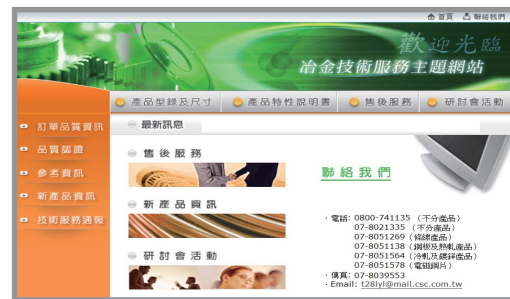 首頁 聯絡我們
歡迎光臨
冶金技術服務主題網站
產品型錄及尺寸 產品特性說明書 售後服務 研討會活動
訂單品質資訊
品質認證
參考資訊
新產品資訊
技術服務通報
最新訊息
售後服務
新產品資訊
研討會活動
聯絡我們
·電話: 0800-741135 (不分產品)
07-8021335 (不分產品)
07-8051269 (條線產品)
07-8051138 (鋼板及熱軋產品)
07-8051564 (冷軋及鍍鋅產品)
07-8051578 (電磁鋼片)
·傳真: 07-8039553
·Email: t28lyl@mail.csc.com.tw